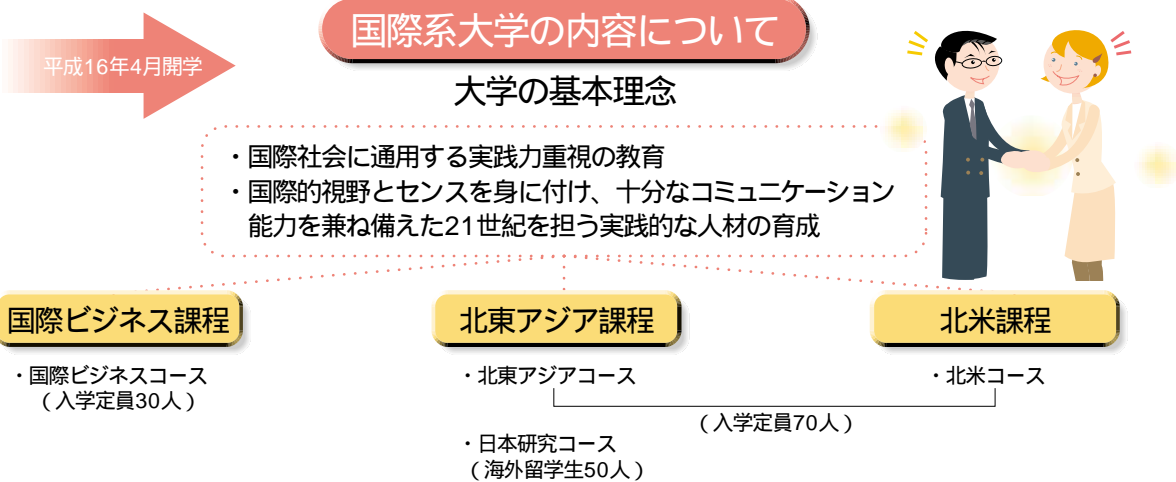 平成16年4月開学
国際系大学の内容について
大学の基本理念
・国際社会に通用する実践力重視の教育
・国際的視野とセンスを身に付け、十分なコミュニケーション
能力を兼ね備えた21世紀を担う実践的な人材の育成
国際ビジネス課程
・国際ビジネスコース
(入学定員30人)
北東アジア課程
・北東アジアコース
北米課程
・北米コース
(入学定員70人)
・日本研究コース
(海外留学生50人)